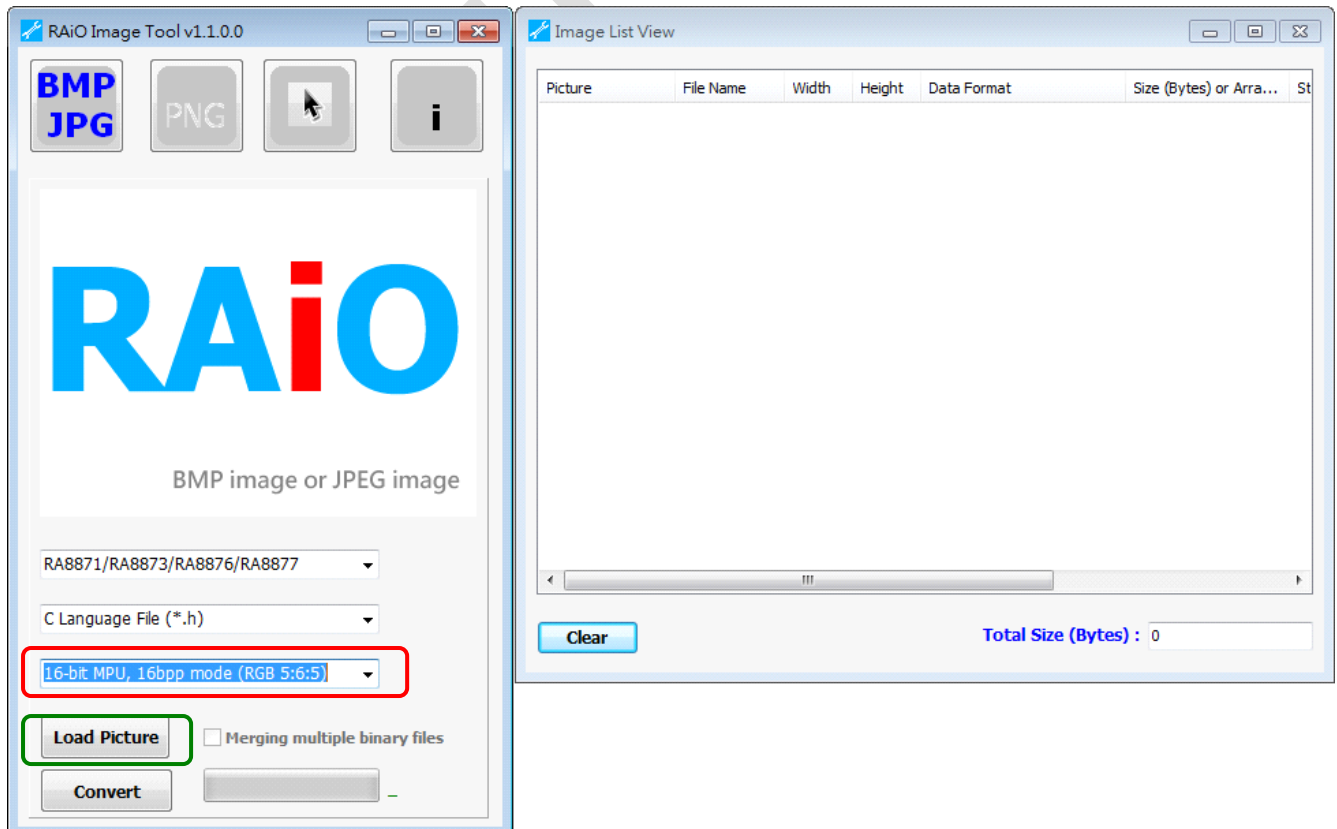 RAiO Image Tool v1.1.0.0
BMP
JPG
PNG
i
RAiO
BMP image or JPEG image
RA8871/RA8873/RA8876/RA8877
C Language File (*.h)
16-bit MPU, 16bpp mode (RGB 5:6:5)
Load Picture
Merging multiple binary files
Convert
Image List View
Picture File Name Width Height Data Format Size (Bytes) or Arra... St
Clear
Total Size (Bytes) : 0